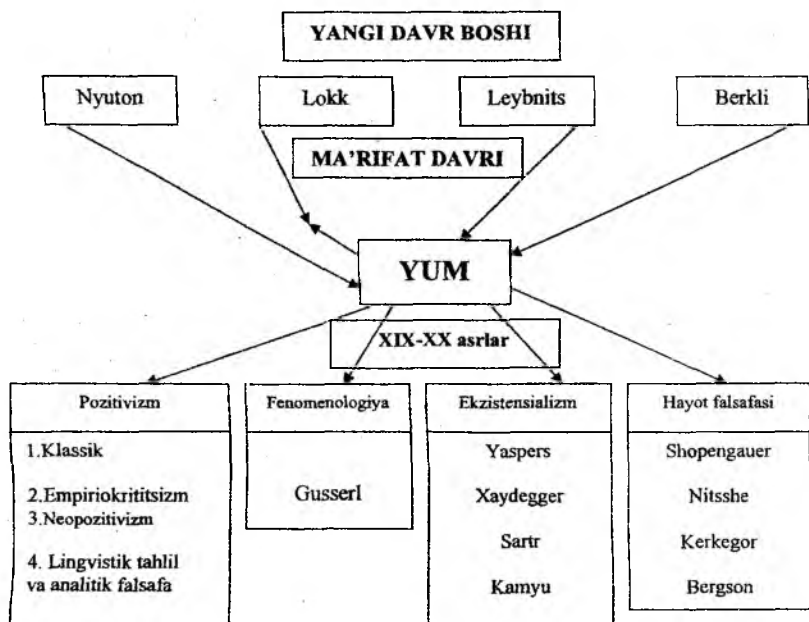 YANGI DAVR BOSHI
Nyuton
Lokk
Leybnits
Berkli
MA'RIFAT DAVRI
YUM
XIX-XX asrlar
Pozitivizm
1.Klassik
2.Empiriokrititsizm
3.Neopozitivizm
4. Lingvistik tahlil
va analitik falsafa
Fenomenologiya
Gusserl
Ekzistensializm
Yaspers
Xaydegger
Sartr
Kamyu
Hayot falsafasi
Shopengauer
Nitsshe
Kerkegor
Bergson